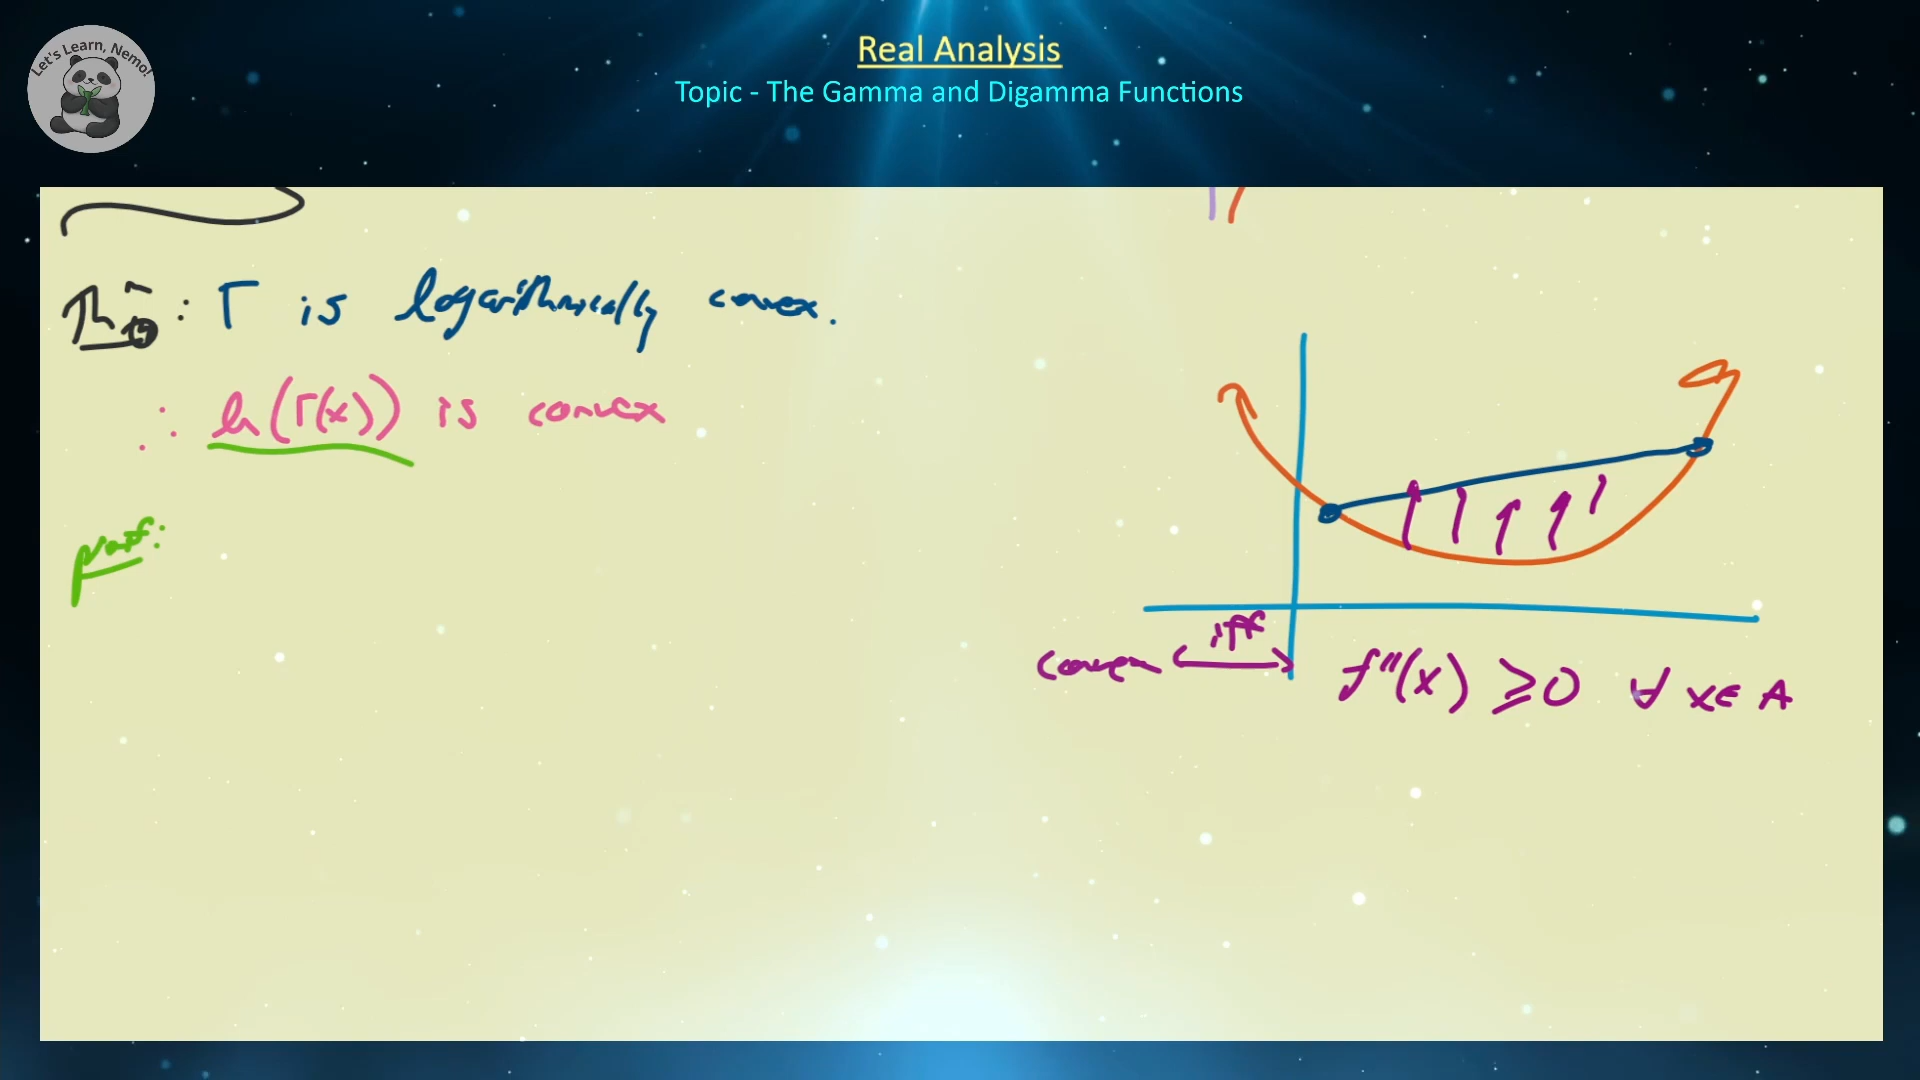 Let's Learn, Nemo!
Real Analysis
Topic - The Gamma and Digamma Functions
Γ is logarithmically convex.
∴ ln(Γ(x)) is convex
proof:
convex ⟷ iff f''(x) ⩾ 0 ∀ x ∈ A